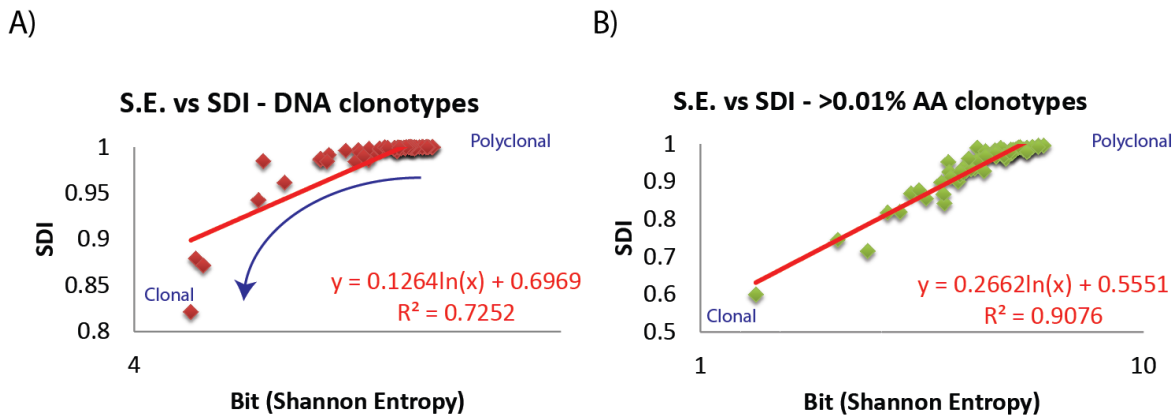 A)
S.E. vs SDI - DNA clonotypes
Polyclonal
1
0.95
0.9
0.85
0.8
SDI
Clonal
y = 0.1264ln(x) + 0.6969
R² = 0.7252
4
Bit (Shannon Entropy)
B)
S.E. vs SDI - >0.01% AA clonotypes
Polyclonal
1
0.9
0.8
0.7
0.6
0.5
SDI
Clonal
y = 0.2662ln(x) + 0.5551
R² = 0.9076
1
10
Bit (Shannon Entropy)